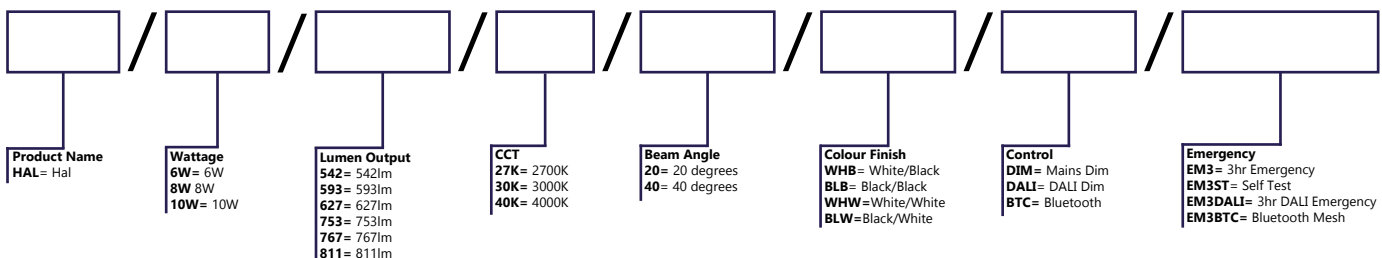 / / / / / / /
Product Name
HAL= Hal
Wattage
6W= 6W
8W 8W
10W= 10W
Lumen Output
542= 542lm
593= 593lm
627= 627lm
753= 753lm
767= 767lm
811= 811lm
CCT
27K= 2700K
30K= 3000K
40K= 4000K
Beam Angle
20= 20 degrees
40= 40 degrees
Colour Finish
WHB= White/Black
BLB= Black/Black
WHW=White/White
BLW=Black/White
Control
DIM= Mains Dim
DALI= DALI Dim
BTC= Bluetooth
Emergency
EM3= 3hr Emergency
EM3ST= Self Test
EM3DALI= 3hr DALI Emergency
EM3BTC= Bluetooth Mesh